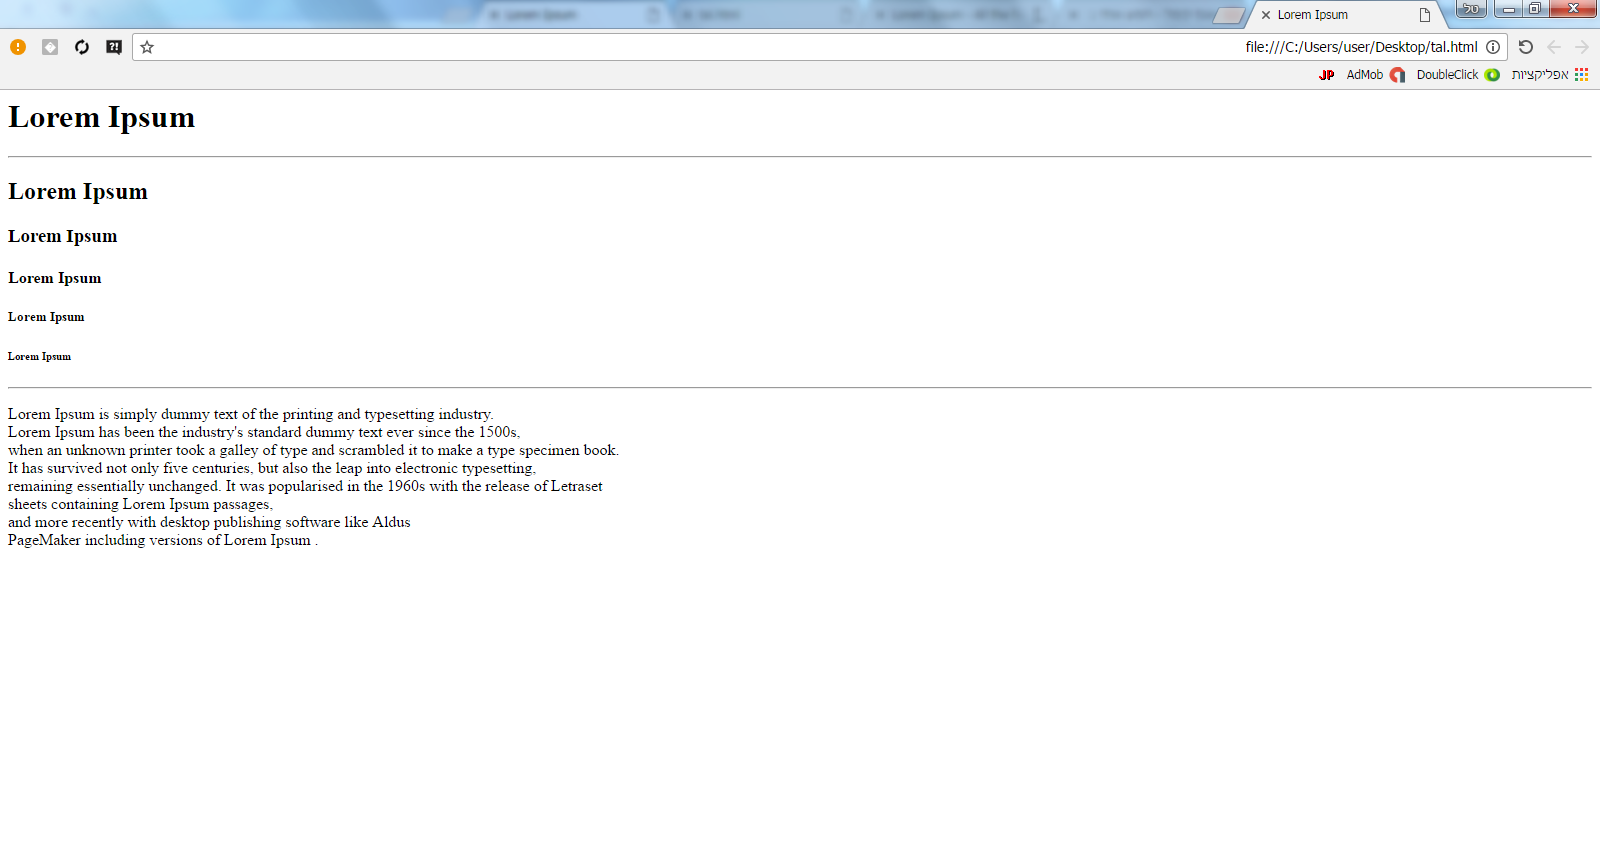 Lorem Ipsum
טל
file:///C:/Users/user/Desktop/tal.html
אפליקציות
DoubleClick
AdMob
JP
Lorem Ipsum
Lorem Ipsum
Lorem Ipsum
Lorem Ipsum
Lorem Ipsum
Lorem Ipsum
Lorem Ipsum is simply dummy text of the printing and typesetting industry.
Lorem Ipsum has been the industry's standard dummy text ever since the 1500s,
when an unknown printer took a galley of type and scrambled it to make a type specimen book.
It has survived not only five centuries, but also the leap into electronic typesetting,
remaining essentially unchanged. It was popularised in the 1960s with the release of Letraset
sheets containing Lorem Ipsum passages,
and more recently with desktop publishing software like Aldus
PageMaker including versions of Lorem Ipsum .